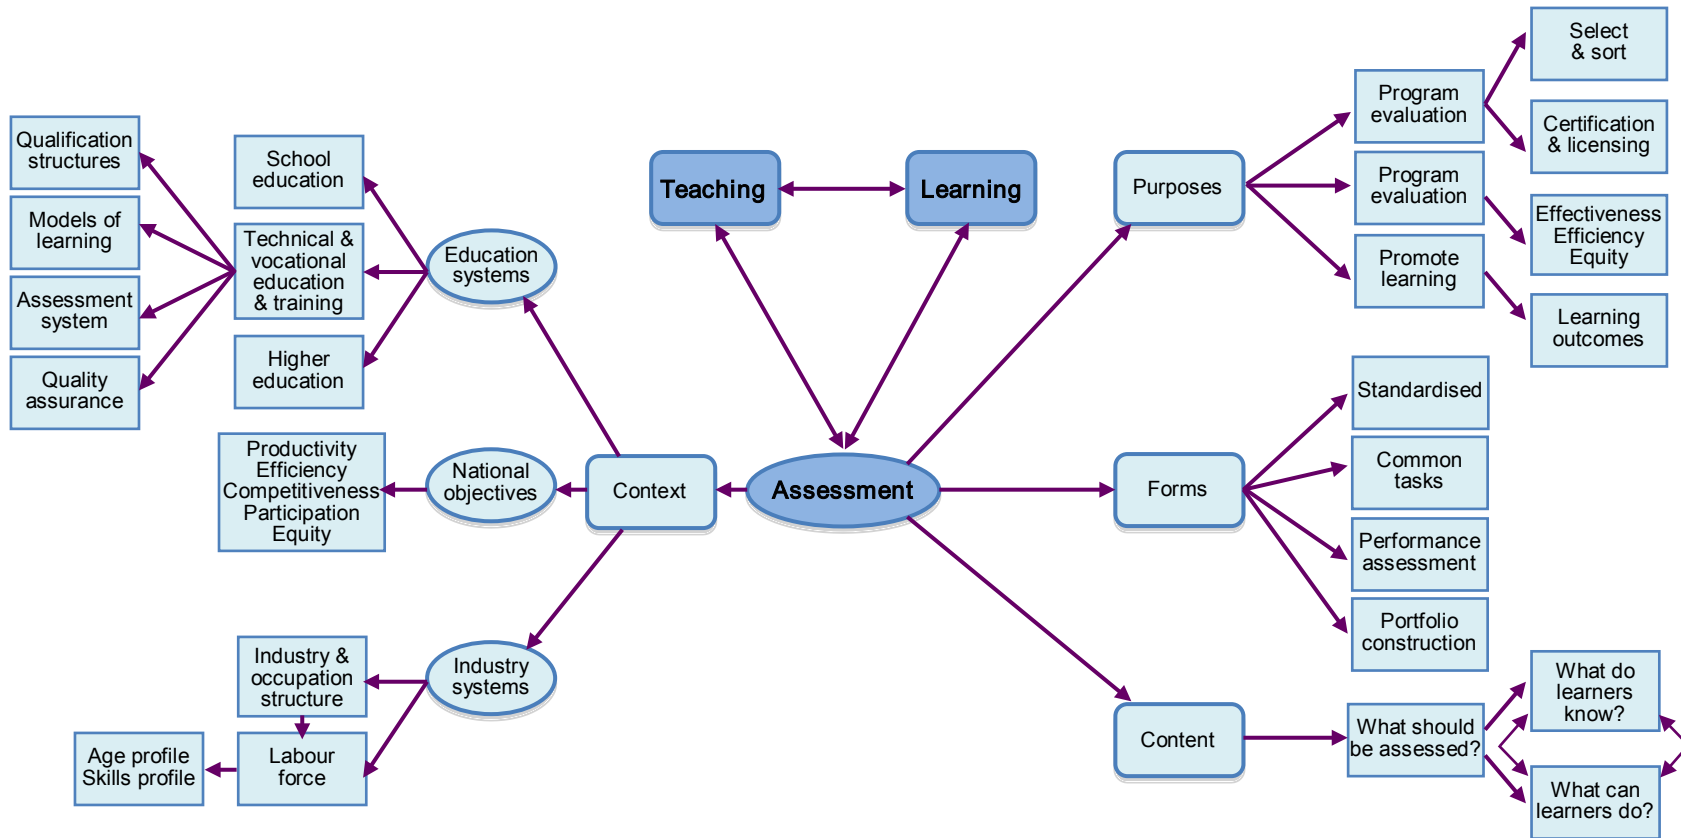 Select
& sort
Program
evaluation
Certification
& licensing
Qualification
structures
School
education
Teaching
Learning
Purposes
Program
evaluation
Models of
learning
Technical &
vocational
education
& training
Education
systems
Effectiveness
Efficiency
Equity
Promote
learning
Assessment
system
Learning
outcomes
Higher
education
Quality
assurance
Standardised
Productivity
Efficiency
Competitiveness
Participation
Equity
National
objectives
Context
Assessment
Forms
Common
tasks
Performance
assessment
Portfolio
construction
Industry &
occupation
structure
Industry
systems
What do
learners
know?
Content
What should
be assessed?
Age profile
Skills profile
Labour
force
What can
learners do?